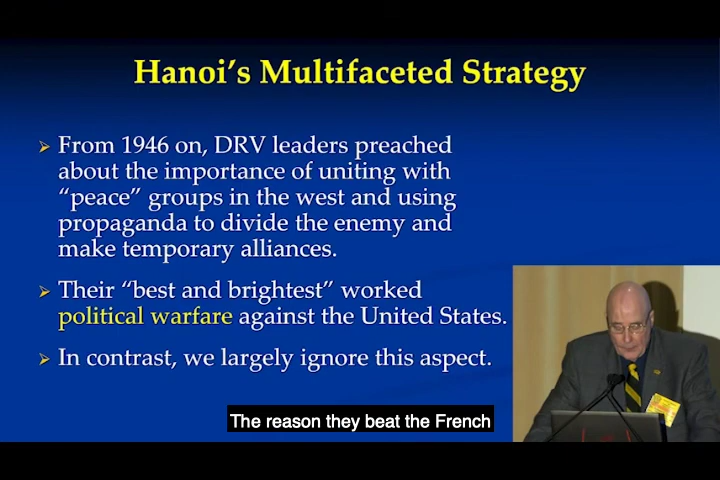 Hanoi’s Multifaceted Strategy
From 1946 on, DRV leaders preached
about the importance of uniting with
“peace” groups in the west and using
propaganda to divide the enemy and
make temporary alliances.
Their “best and brightest” worked
political warfare against the United States.
In contrast, we largely ignore this aspect.
The reason they beat the French